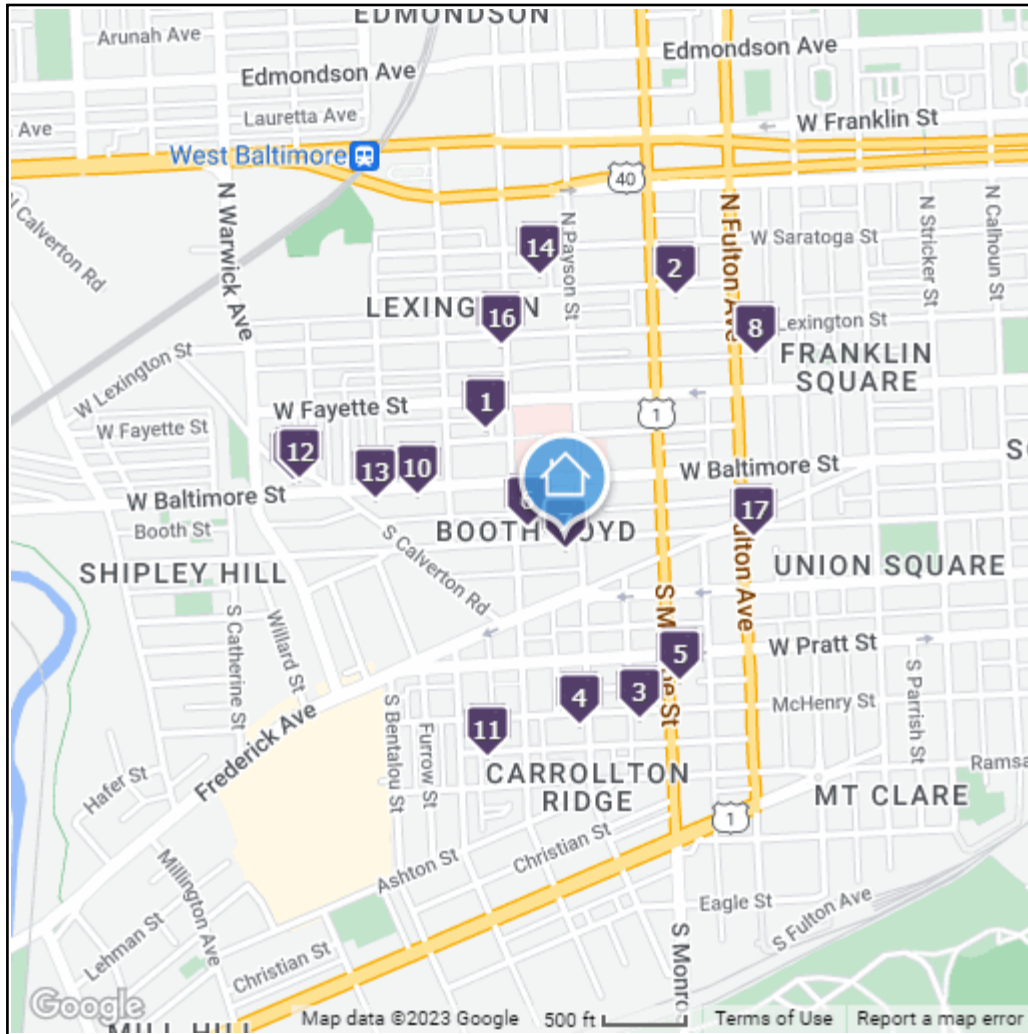 EDMONDSON
Arunah Ave
Edmondson Ave
Edmondson Ave
Lauretta Ave
Ave
W Franklin St
West Baltimore
40
N Calverton Rd
N Warwick Ave
N Payson St
N Fulton Ave
N Stricker St
N Calhoun St
W Saratoga St
14
2
LEXINGTON
16
8
Lexington St
FRANKLIN
SQUARE
W Lexington St
1
W Fayette St
1
W Fayette St
12
13
10
W Baltimore St
W Baltimore St
6
17
Booth St
BOOTH
OYD
S Calverton Rd
Fulton Ave
UNION SQUARE
SHIPLEY HILL
S Catherine St
Willard St
W Pratt St
5
3
4
11
McHenry St
S Parrish St
Frederick Ave
S Bentalou St
Furrow St
CARROLLTON
RIDGE
MT CLARE
Hafer St
1
Christian St
Ashton St
Millington Ave
Eagle St
S Fulton Ave
Lehman St
Christian St
MILL HILL
Google
Map data ©2023 Google
500 ft
Terms of Use
Report a map error